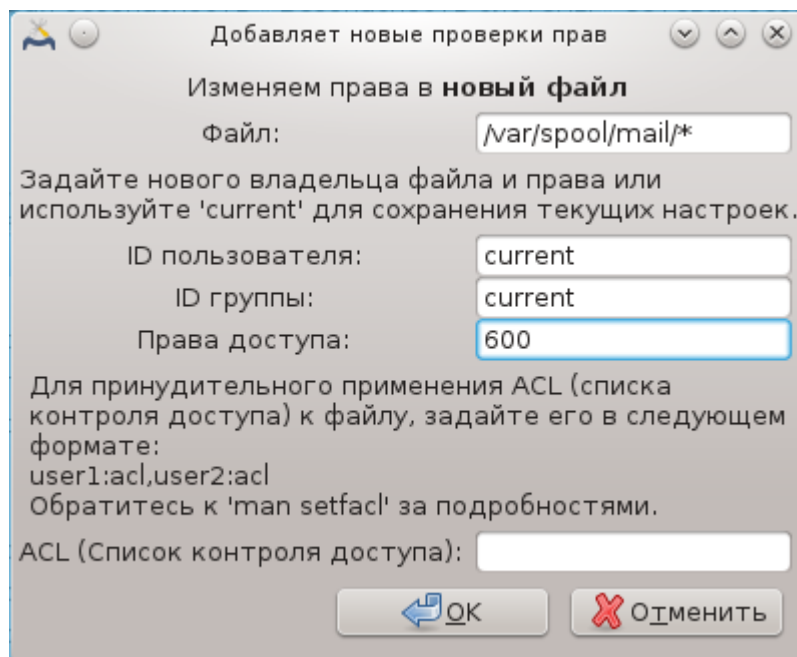 Добавляет новые проверки прав
Изменяем права в новый файл
Файл: /var/spool/mail/*
Задайте нового владельца файла и права или
используйте 'current' для сохранения текущих настроек.
ID пользователя: current
ID группы: current
Права доступа: 600
Для принудительного применения ACL (списка
контроля доступа) к файлу, задайте его в следующем
формате:
user1:acl,user2:acl
Обратитесь к 'man setfacl' за подробностями.
ACL (Список контроля доступа):
OK Отменить